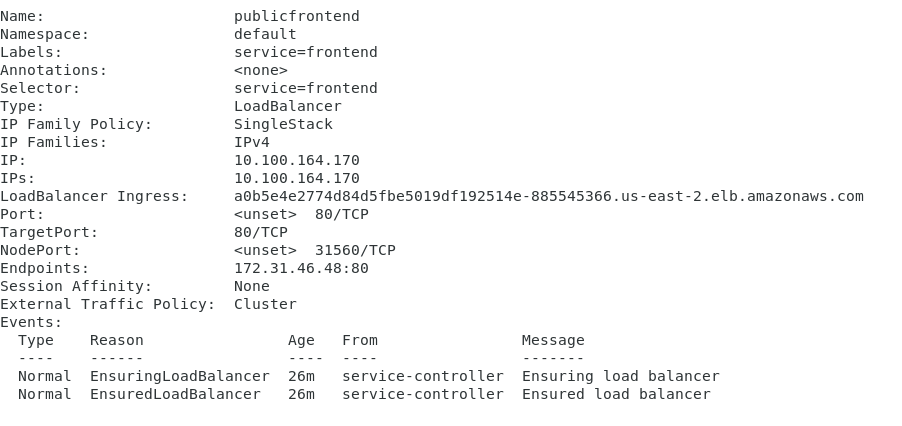 Name: publicfrontend
Namespace: default
Labels: service=frontend
Annotations: <none>
Selector: service=frontend
Type: LoadBalancer
IP Family Policy: SingleStack
IP Families: IPv4
IP: 10.100.164.170
IPs: 10.100.164.170
LoadBalancer Ingress: a0b5e4e2774d84d5fbe5019df192514e-885545366.us-east-2.elb.amazonaws.com
Port: <unset> 80/TCP
TargetPort: 80/TCP
NodePort: <unset> 31560/TCP
Endpoints: 172.31.46.48:80
Session Affinity: None
External Traffic Policy: Cluster
Events:
Type Reason Age From Message
---- ------ ---- ---- -------
Normal EnsuringLoadBalancer 26m service-controller Ensuring load balancer
Normal EnsuredLoadBalancer 26m service-controller Ensured load balancer